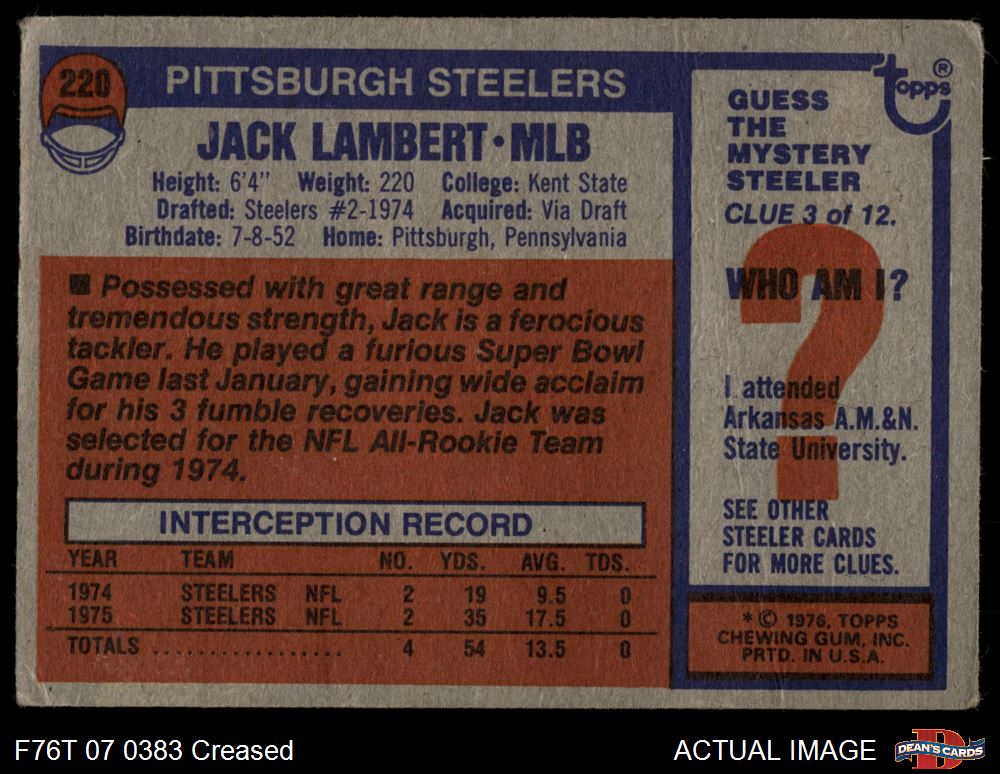 220
PITTSBURGH STEELERS
JACK LAMBERT • MLB
Height: 6'4" Weight: 220 College: Kent State
Drafted: Steelers #2-1974 Acquired: Via Draft
Birthdate: 7-8-52 Home: Pittsburgh, Pennsylvania
■ Possessed with great range and
tremendous strength, Jack is a ferocious
tackler. He played a furious Super Bowl
Game last January, gaining wide acclaim
for his 3 fumble recoveries. Jack was
selected for the NFL All-Rookie Team
during 1974.
INTERCEPTION RECORD
YEAR TEAM NO. YDS. AVG. TDS.
1974 STEELERS NFL 2 19 9.5 0
1975 STEELERS NFL 2 35 17.5 0
TOTALS .................. 4 54 13.5 0
topps®
GUESS
THE
MYSTERY
STEELER
CLUE 3 of 12.
WHO AM I?
?
I attended
Arkansas A.M.&N.
State University.
SEE OTHER
STEELER CARDS
FOR MORE CLUES.
* © 1976, TOPPS
CHEWING GUM, INC.
PRTD. IN U.S.A.
F76T 07 0383 Creased
ACTUAL IMAGE
DEAN'S CARDS